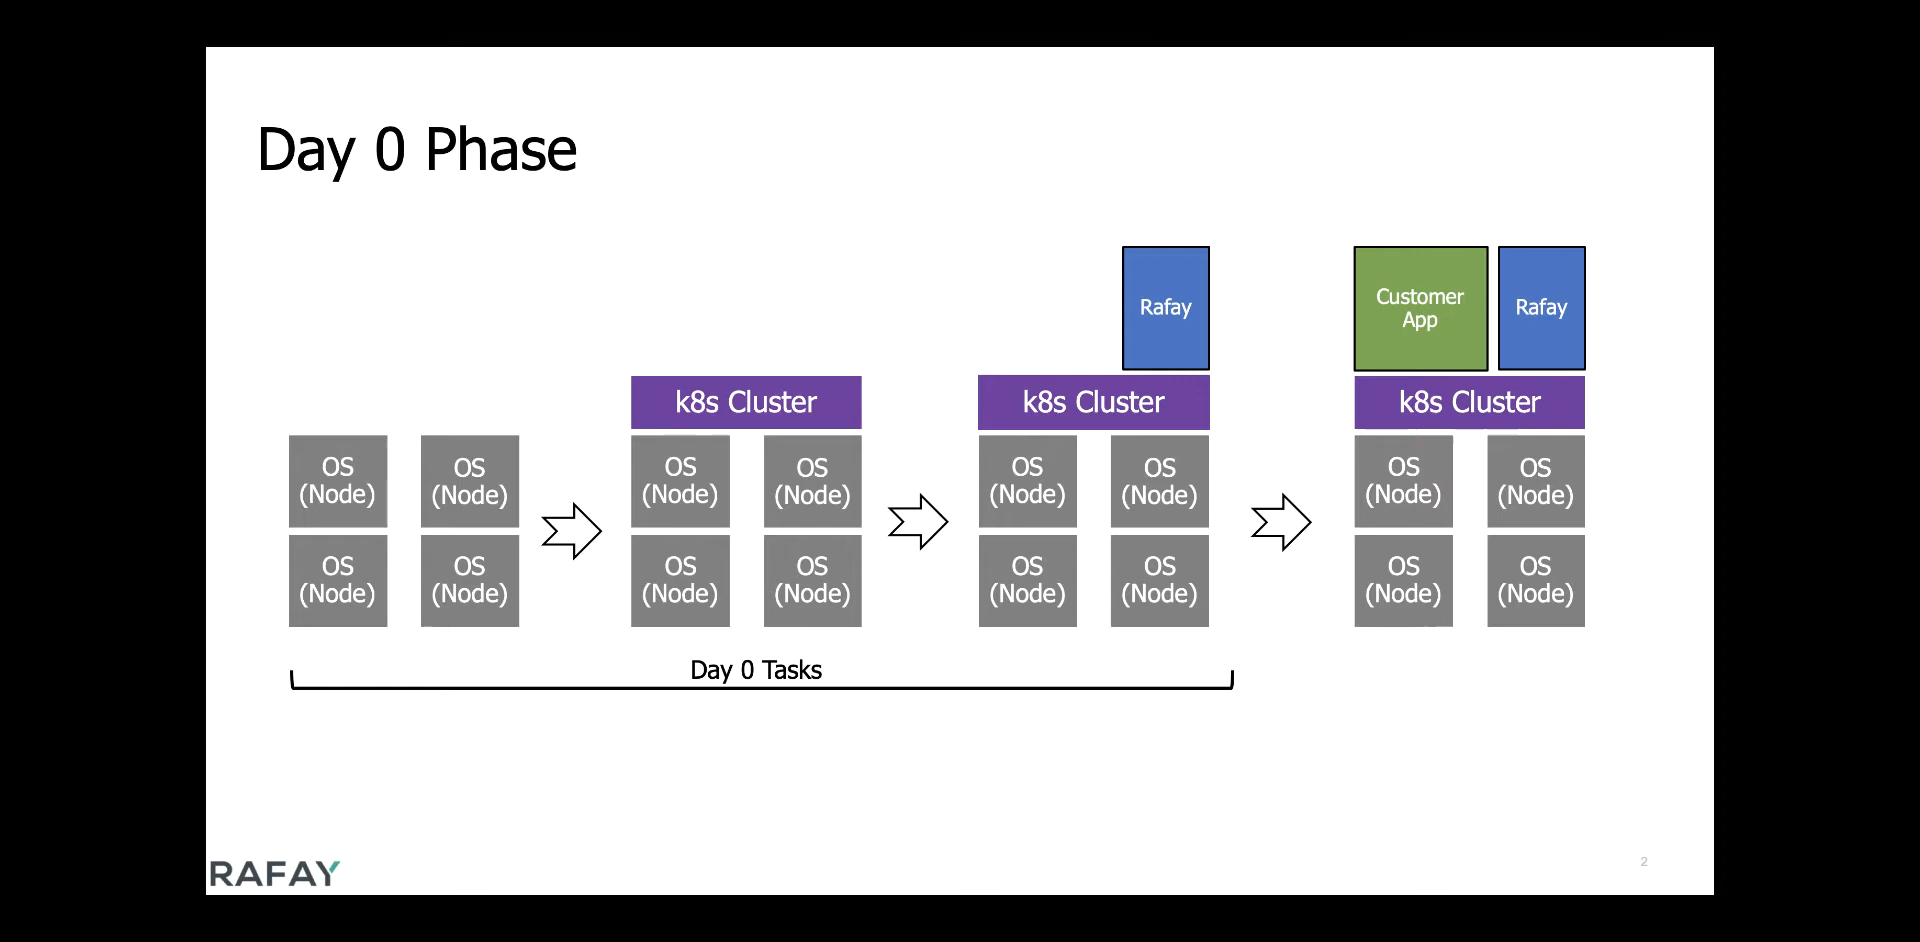 Day 0 Phase
Rafay
Customer
App
Rafay
k8s Cluster
k8s Cluster
k8s Cluster
OS
(Node)
OS
(Node)
OS
(Node)
OS
(Node)
OS
(Node)
OS
(Node)
OS
(Node)
OS
(Node)
OS
(Node)
OS
(Node)
OS
(Node)
OS
(Node)
OS
(Node)
OS
(Node)
OS
(Node)
OS
(Node)
Day 0 Tasks
RAFAY
2